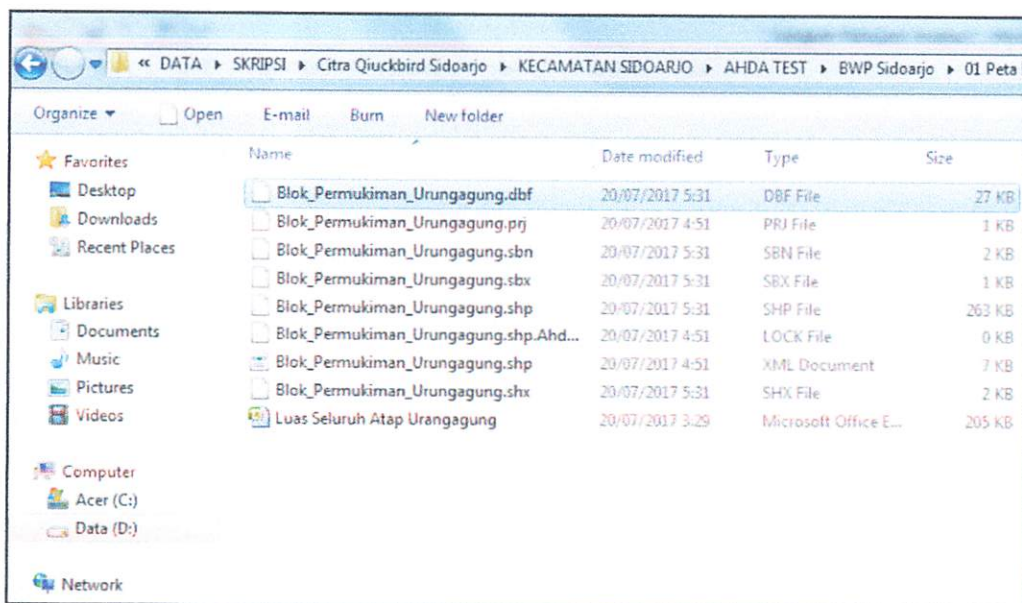 « DATA ▸ SKRIPSI ▸ Citra Qiuckbird Sidoarjo ▸ KECAMATAN SIDOARJO ▸ AHDA TEST ▸ BWP Sidoarjo ▸ 01 Peta
Organize Open E-mail Burn New folder
Name Date modified Type Size
Favorites
Desktop
Downloads
Recent Places
Libraries
Documents
Music
Pictures
Videos
Computer
Acer (C:)
Data (D:)
Network
Blok_Permukiman_Urungagung.dbf 20/07/2017 5:31 DBF File 27 KB
Blok_Permukiman_Urungagung.prj 20/07/2017 4:51 PRJ File 1 KB
Blok_Permukiman_Urungagung.sbn 20/07/2017 5:31 SBN File 2 KB
Blok_Permukiman_Urungagung.sbx 20/07/2017 5:31 SBX File 1 KB
Blok_Permukiman_Urungagung.shp 20/07/2017 5:31 SHP File 263 KB
Blok_Permukiman_Urungagung.shp.Ahd... 20/07/2017 4:51 LOCK File 0 KB
Blok_Permukiman_Urungagung.shp 20/07/2017 4:51 XML Document 7 KB
Blok_Permukiman_Urungagung.shx 20/07/2017 5:31 SHX File 2 KB
Luas Seluruh Atap Urangagung 20/07/2017 3:29 Microsoft Office E... 205 KB